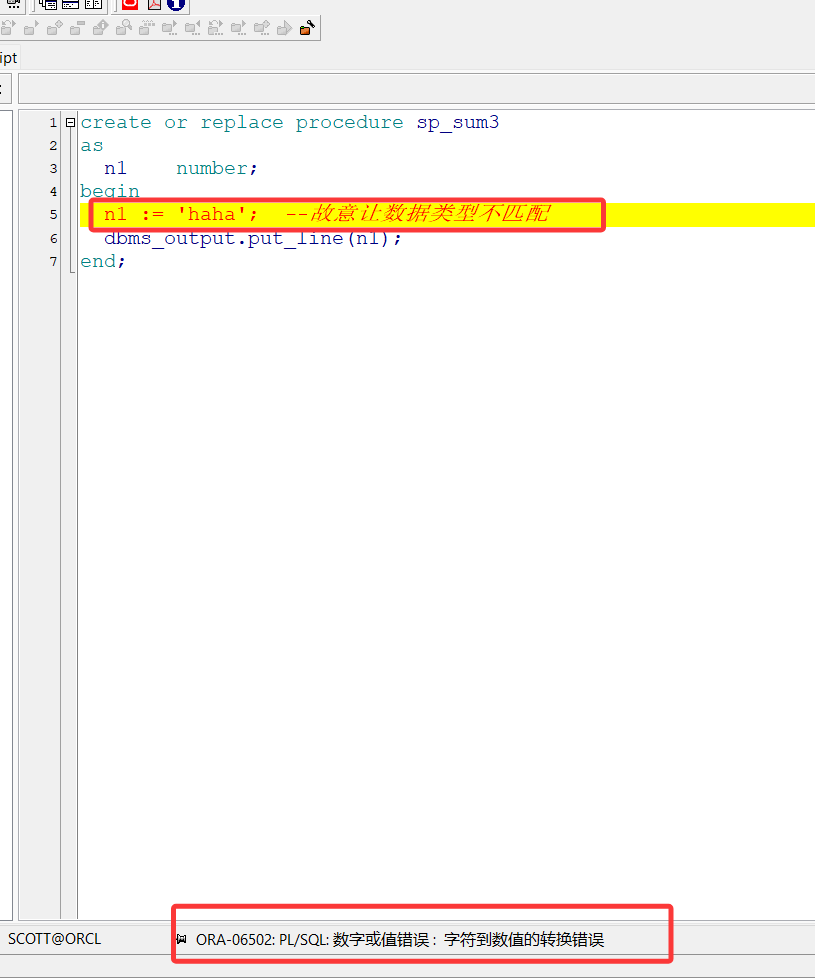 ipt
1 create or replace procedure sp_sum3
2 as
3 n1 number;
4 begin
5 n1 := 'haha'; --故意让数据类型不匹配
6 dbms_output.put_line(n1);
7 end;
SCOTT@ORCL ORA-06502: PL/SQL: 数字或值错误 : 字符到数值的转换错误